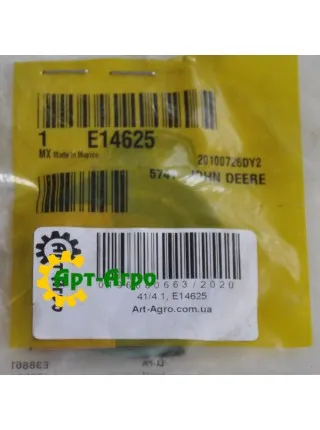 1 E14625
MX Made in Mexico
20100726DY2
JOHN DEERE
Арт-Агро
41/4.1, E14625
Art-Agro.com.ua